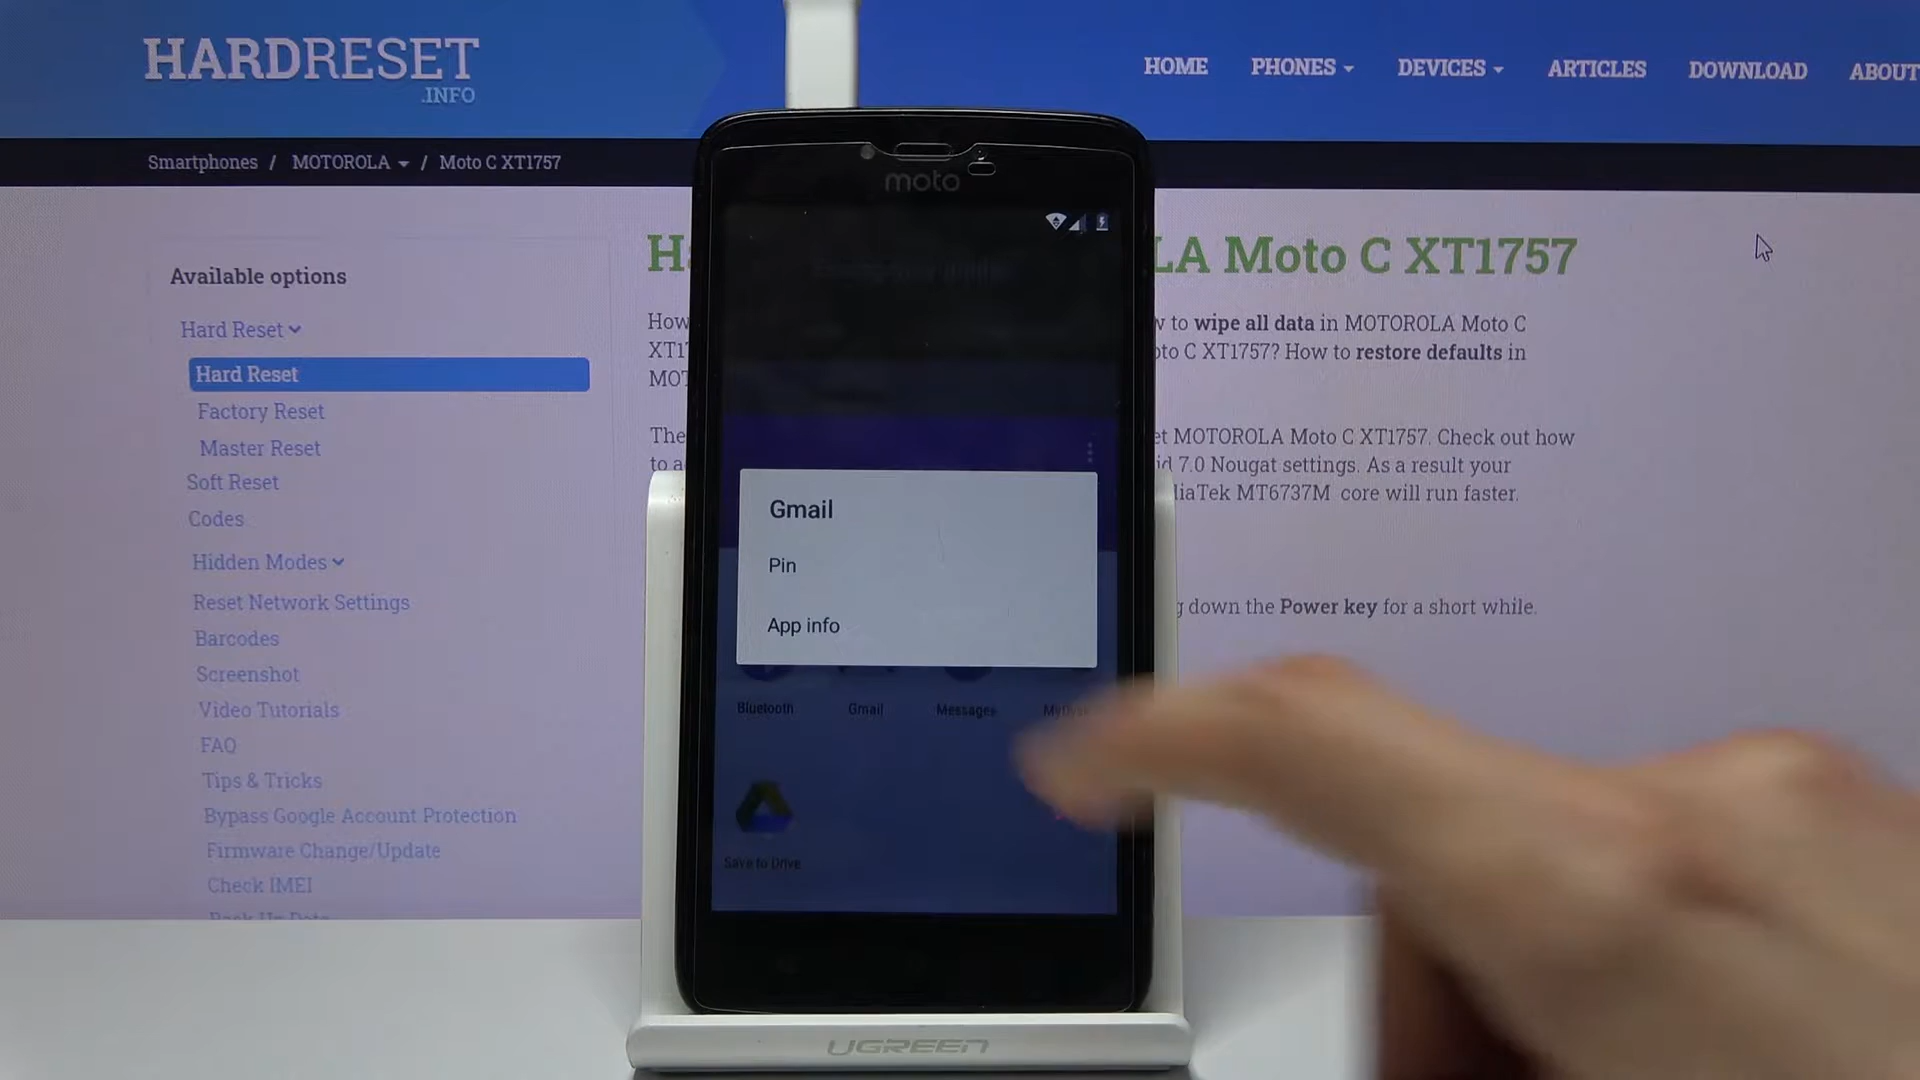 HARDRESET
.INFO
HOME PHONES DEVICES ARTICLES DOWNLOAD ABOUT
Smartphones / MOTOROLA / Moto C XT1757
moto
Available options
Hard Reset
Hard Reset
Factory Reset
Master Reset
Soft Reset
Codes
Hidden Modes
Reset Network Settings
Barcodes
Screenshot
Video Tutorials
FAQ
Tips & Tricks
Bypass Google Account Protection
Firmware Change/Update
Check IMEI
Back Up Data
LA Moto C XT1757
How to wipe all data in MOTOROLA Moto C
C XT1757? How to restore defaults in
The MOTOROLA Moto C XT1757. Check out how
to 7.0 Nougat settings. As a result your
MT6737M core will run faster.
down the Power key for a short while.
Gmail
Pin
App info
Bluetooth Gmail Messages
Save to Drive
UGREEN